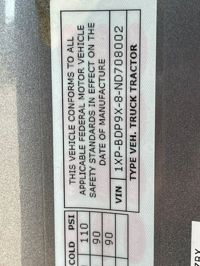 THIS VEHICLE CONFORMS TO ALL
APPLICABLE FEDERAL MOTOR VEHICLE
SAFETY STANDARDS IN EFFECT ON THE
DATE OF MANUFACTURE
VIN 1XP-BDP9X-8-ND708002
TYPE VEH. TRUCK TRACTOR
COLD PSI
110
90
90